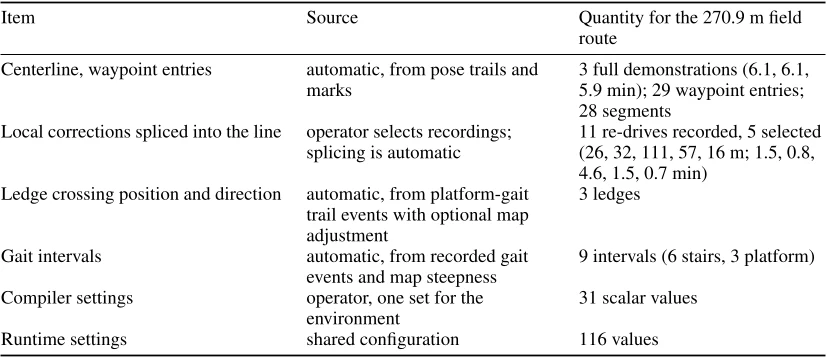 Item Source Quantity for the 270.9 m field
route
Centerline, waypoint entries automatic, from pose trails and 3 full demonstrations (6.1, 6.1,
marks 5.9 min); 29 waypoint entries;
28 segments
Local corrections spliced into the line operator selects recordings; 11 re-drives recorded, 5 selected
splicing is automatic (26, 32, 111, 57, 16 m; 1.5, 0.8,
4.6, 1.5, 0.7 min)
Ledge crossing position and direction automatic, from platform-gait 3 ledges
trail events with optional map
adjustment
Gait intervals automatic, from recorded gait 9 intervals (6 stairs, 3 platform)
events and map steepness
Compiler settings operator, one set for the 31 scalar values
environment
Runtime settings shared configuration 116 values